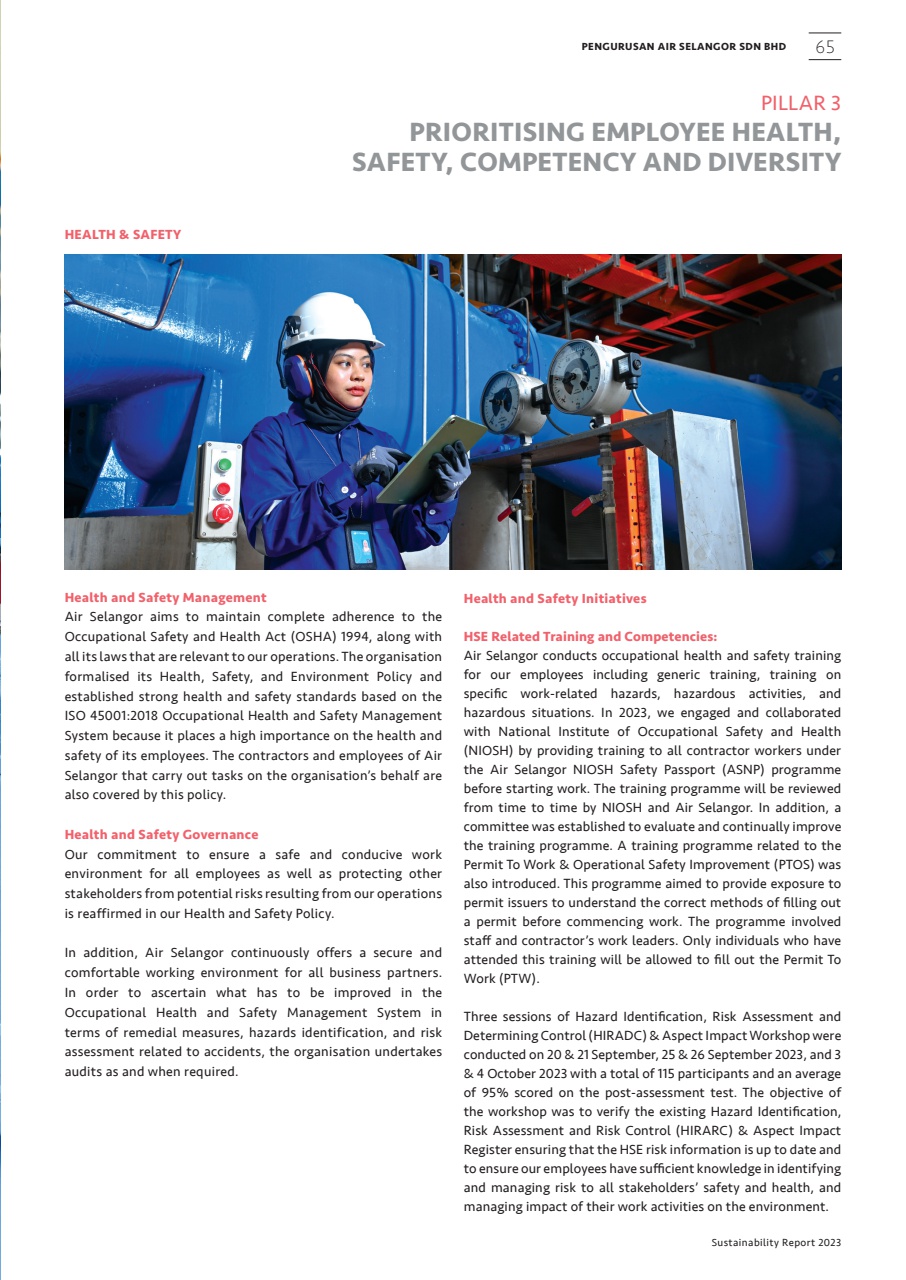 PENGURUSAN AIR SELANGOR SDN BHD 65
PILLAR 3
PRIORITISING EMPLOYEE HEALTH,
SAFETY, COMPETENCY AND DIVERSITY
HEALTH & SAFETY
Health and Safety Management
Air Selangor aims to maintain complete adherence to the
Occupational Safety and Health Act (OSHA) 1994, along with
all its laws that are relevant to our operations. The organisation
formalised its Health, Safety, and Environment Policy and
established strong health and safety standards based on the
ISO 45001:2018 Occupational Health and Safety Management
System because it places a high importance on the health and
safety of its employees. The contractors and employees of Air
Selangor that carry out tasks on the organisation's behalf are
also covered by this policy.
Health and Safety Governance
Our commitment to ensure a safe and conducive work
environment for all employees as well as protecting other
stakeholders from potential risks resulting from our operations
is reaffirmed in our Health and Safety Policy.
In addition, Air Selangor continuously offers a secure and
comfortable working environment for all business partners.
In order to ascertain what has to be improved in the
Occupational Health and Safety Management System in
terms of remedial measures, hazards identification, and risk
assessment related to accidents, the organisation undertakes
audits as and when required.
Health and Safety Initiatives
HSE Related Training and Competencies:
Air Selangor conducts occupational health and safety training
for our employees including generic training, training on
specific work-related hazards, hazardous activities, and
hazardous situations. In 2023, we engaged and collaborated
with National Institute of Occupational Safety and Health
(NIOSH) by providing training to all contractor workers under
the Air Selangor NIOSH Safety Passport (ASNP) programme
before starting work. The training programme will be reviewed
from time to time by NIOSH and Air Selangor. In addition, a
committee was established to evaluate and continually improve
the training programme. A training programme related to the
Permit To Work & Operational Safety Improvement (PTOS) was
also introduced. This programme aimed to provide exposure to
permit issuers to understand the correct methods of filling out
a permit before commencing work. The programme involved
staff and contractor's work leaders. Only individuals who have
attended this training will be allowed to fill out the Permit To
Work (PTW).
Three sessions of Hazard Identification, Risk Assessment and
Determining Control (HIRADC) & Aspect Impact Workshop were
conducted on 20 & 21 September, 25 & 26 September 2023, and 3
& 4 October 2023 with a total of 115 participants and an average
of 95% scored on the post-assessment test. The objective of
the workshop was to verify the existing Hazard Identification,
Risk Assessment and Risk Control (HIRARC) & Aspect Impact
Register ensuring that the HSE risk information is up to date and
to ensure our employees have sufficient knowledge in identifying
and managing risk to all stakeholders' safety and health, and
managing impact of their work activities on the environment.
Sustainability Report 2023